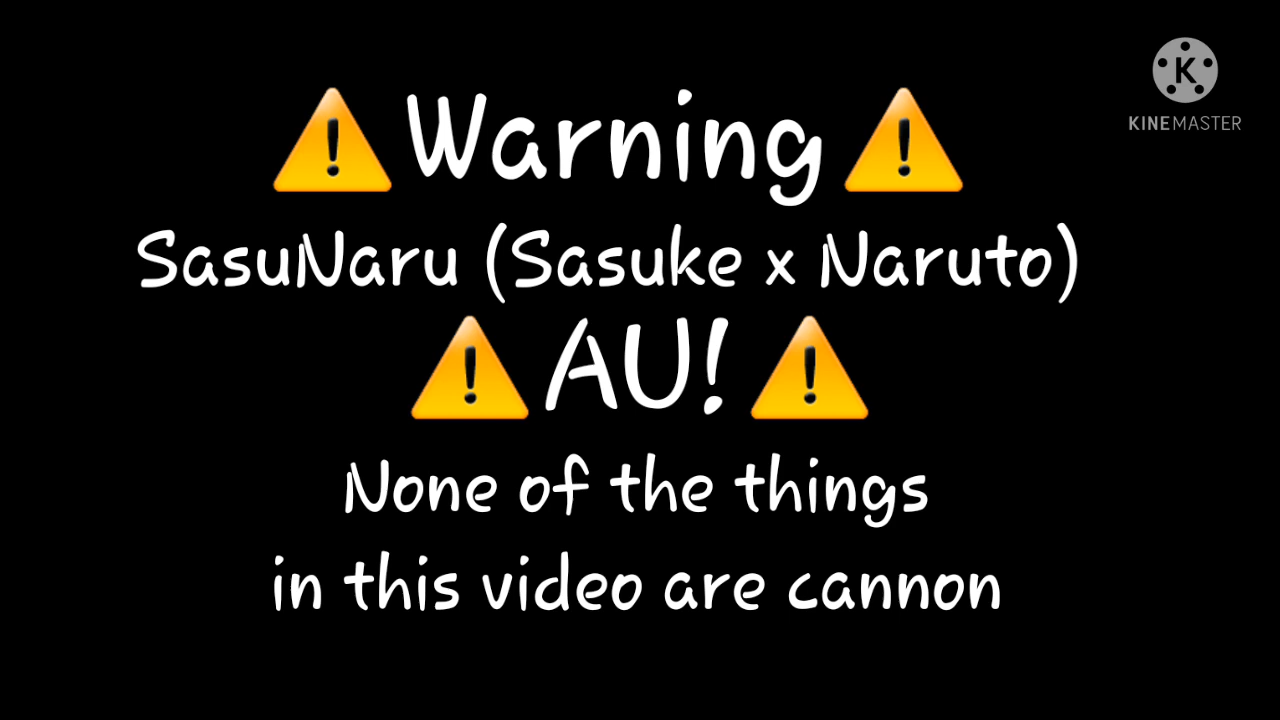 ⚠️Warning⚠️
KINEMASTER
SasuNaru (Sasuke x Naruto)
⚠️AU!⚠️
None of the things
in this video are cannon